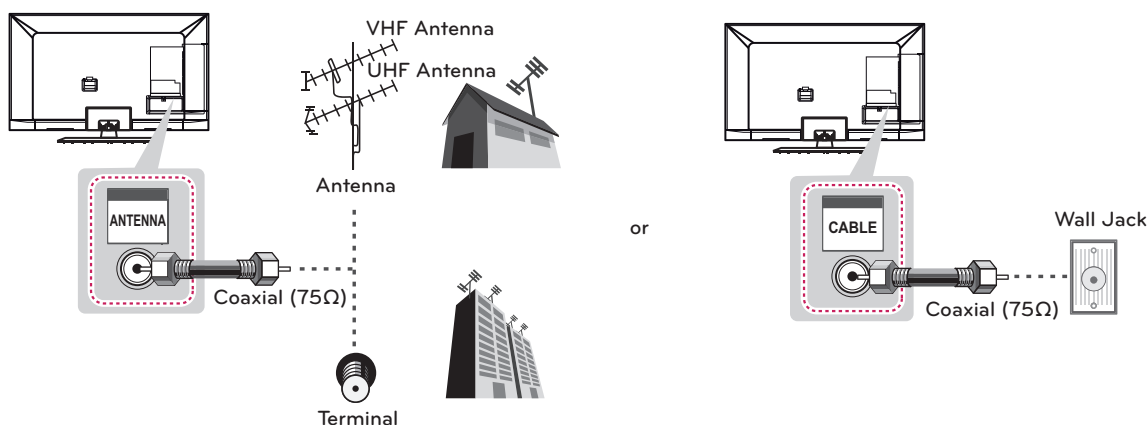 VHF Antenna
UHF Antenna
Antenna
ANTENNA
Coaxial (75Ω)
Terminal
or
CABLE
Wall Jack
Coaxial (75Ω)